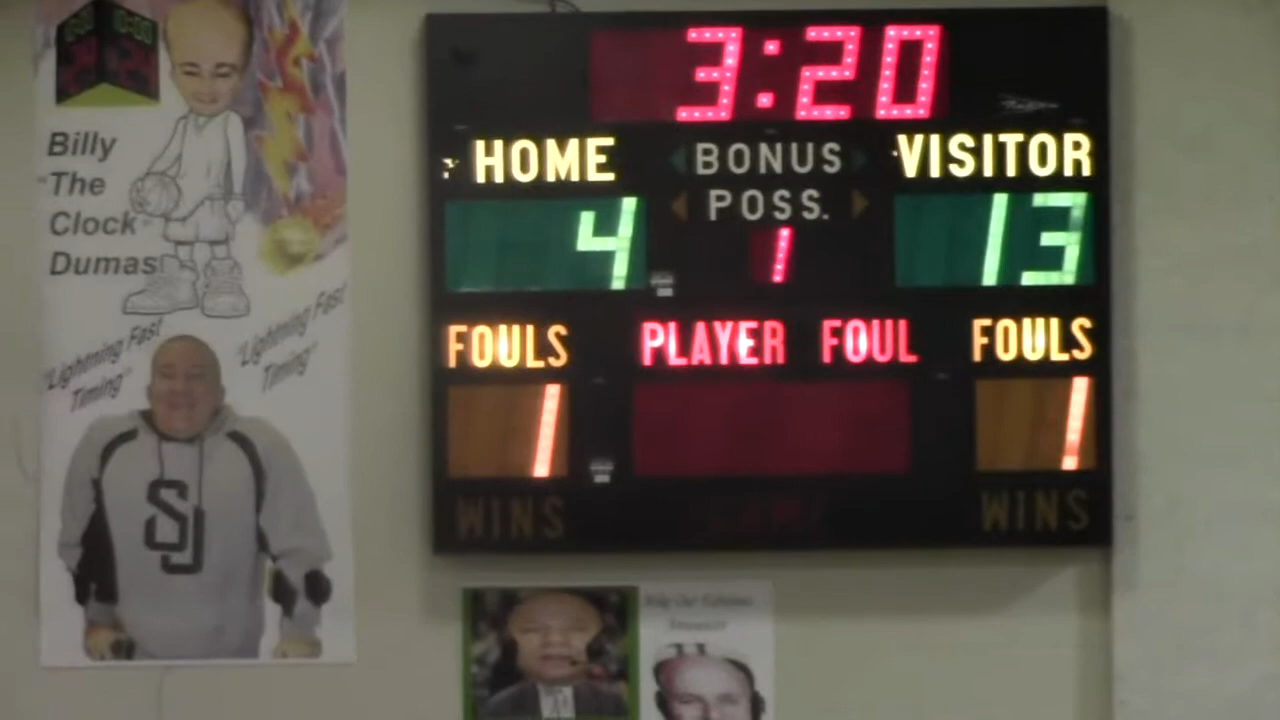 Billy
The
Clock
Dumas
"Lightning Fast
Timing"
"Lightning Fast
Timing"
SJ
3:20
HOME
BONUS
VISITOR
POSS.
4
1
13
FOULS
PLAYER FOUL
FOULS
1
1
WINS
GAME
WINS